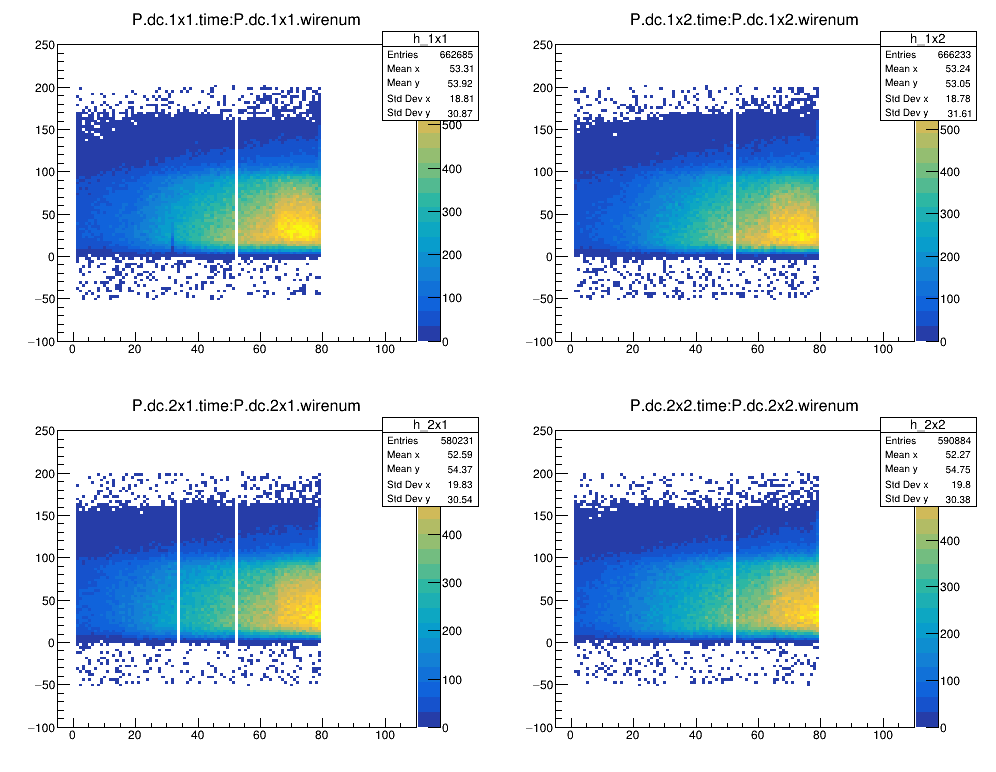 P.dc.1x1.time:P.dc.1x1.wirenum
h_1x1
Entries 662685
Mean x 53.31
Mean y 53.92
Std Dev x 18.81
Std Dev y 30.87
250
200
150
100
50
0
−50
−100
0 20 40 60 80 100
500
400
300
200
100
0
P.dc.1x2.time:P.dc.1x2.wirenum
h_1x2
Entries 666233
Mean x 53.24
Mean y 53.05
Std Dev x 18.78
Std Dev y 31.61
250
200
150
100
50
0
−50
−100
0 20 40 60 80 100
500
400
300
200
100
0
P.dc.2x1.time:P.dc.2x1.wirenum
h_2x1
Entries 580231
Mean x 52.59
Mean y 54.37
Std Dev x 19.83
Std Dev y 30.54
250
200
150
100
50
0
−50
−100
0 20 40 60 80 100
400
300
200
100
0
P.dc.2x2.time:P.dc.2x2.wirenum
h_2x2
Entries 590884
Mean x 52.27
Mean y 54.75
Std Dev x 19.8
Std Dev y 30.38
250
200
150
100
50
0
−50
−100
0 20 40 60 80 100
400
300
200
100
0